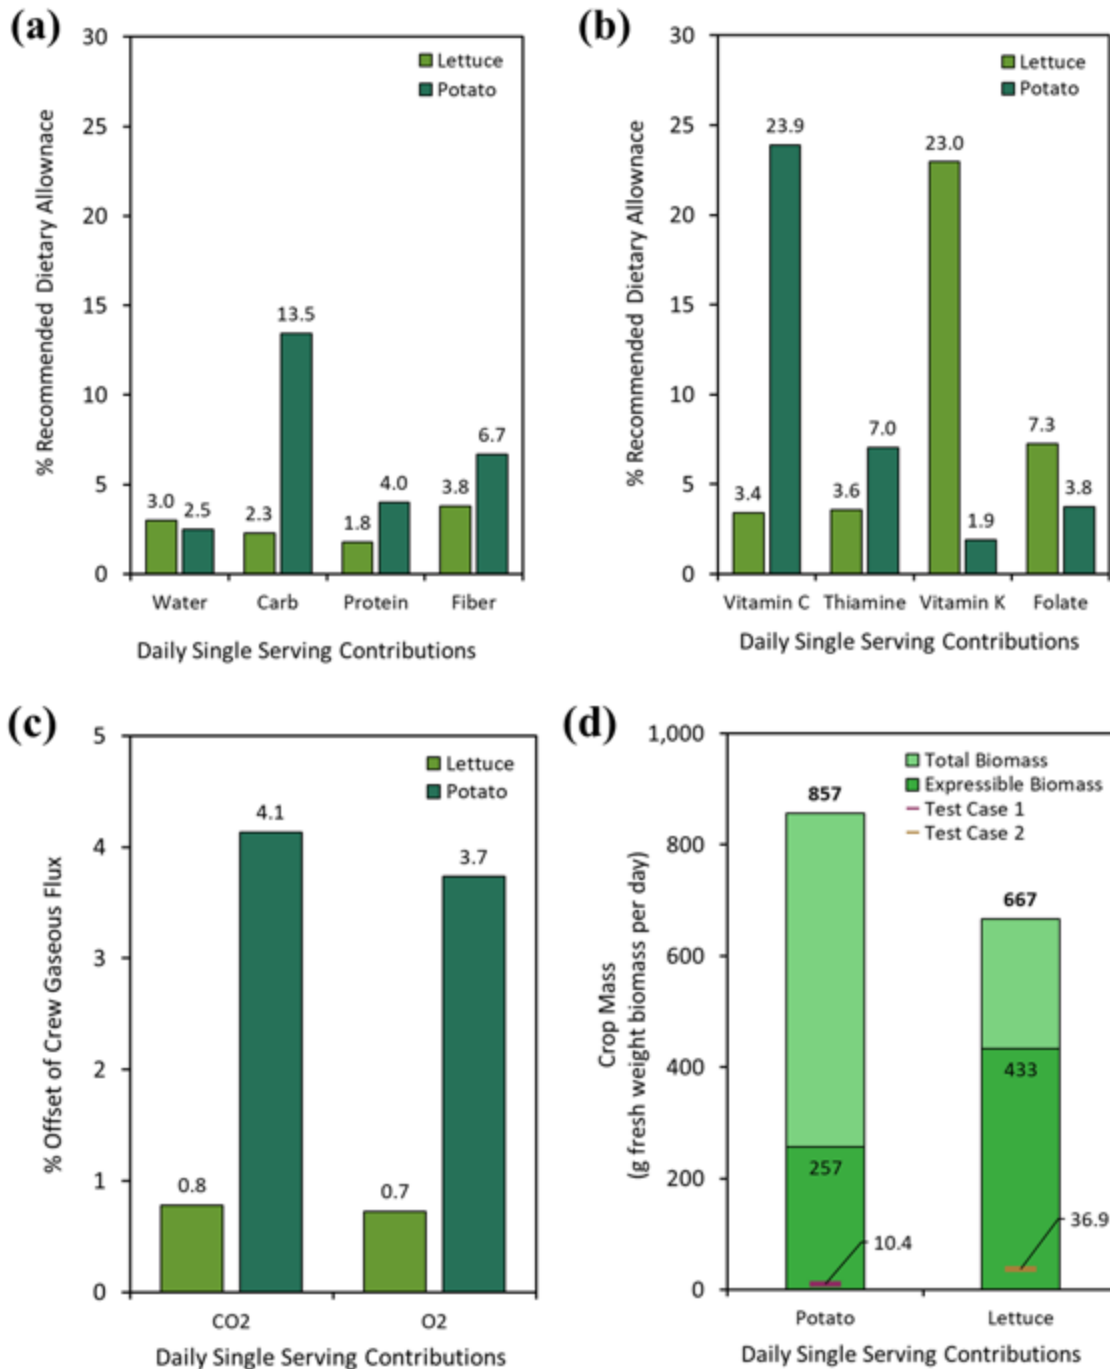 (a)
30
25
20
15
10
5
0
% Recommended Dietary Allownace
Lettuce
Potato
3.0
2.5
2.3
13.5
1.8
4.0
3.8
6.7
Water
Carb
Protein
Fiber
Daily Single Serving Contributions
(b)
30
25
20
15
10
5
0
% Recommended Dietary Allownace
Lettuce
Potato
3.4
23.9
3.6
7.0
23.0
1.9
7.3
3.8
Vitamin C
Thiamine
Vitamin K
Folate
Daily Single Serving Contributions
(c)
5
4
3
2
1
0
% Offset of Crew Gaseous Flux
Lettuce
Potato
0.8
4.1
0.7
3.7
CO2
O2
Daily Single Serving Contributions
(d)
1,000
800
600
400
200
0
Crop Mass
(g fresh weight biomass per day)
Total Biomass
Expressible Biomass
Test Case 1
Test Case 2
857
257
10.4
667
433
36.9
Potato
Lettuce
Daily Single Serving Contributions